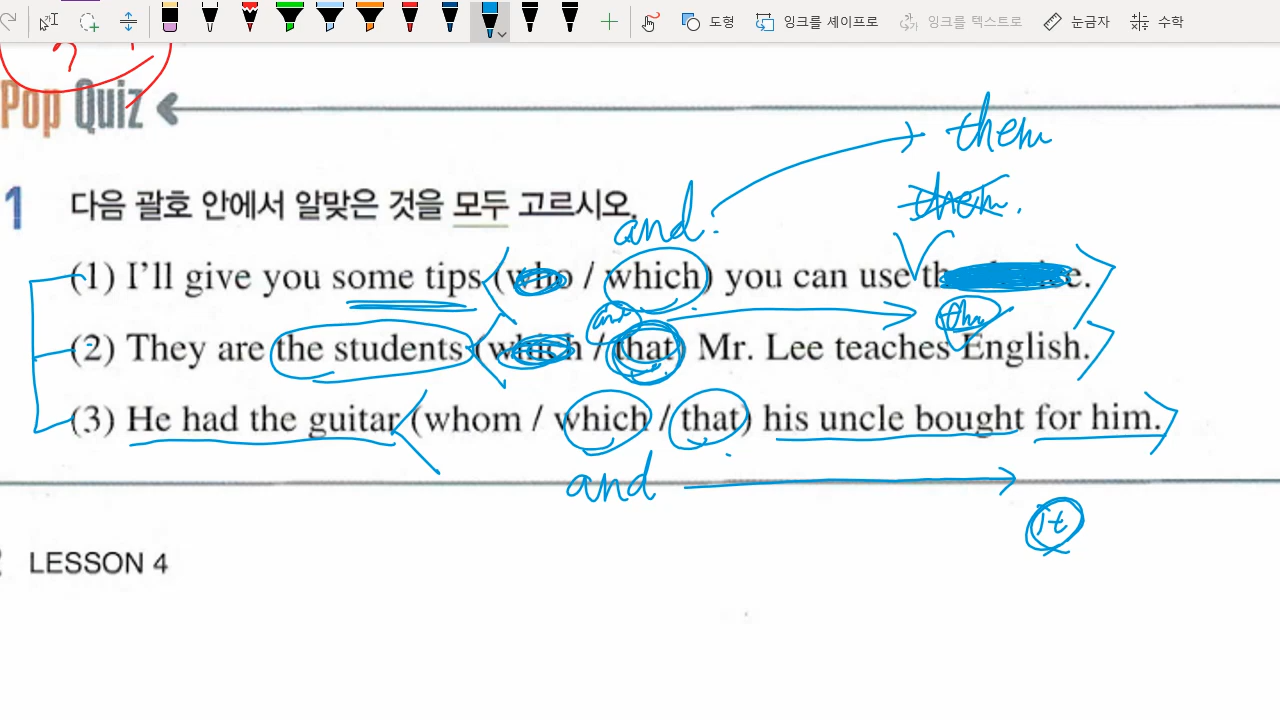 도형 잉크를 셰이프로 잉크를 텍스트로 눈금자 수학
?
Pop Quiz
them
1 다음 괄호 안에서 알맞은 것을 모두 고르시오.
and
them.
(1) I'll give you some tips (who / which) you can use
and
(2) They are the students (which / that) Mr. Lee teaches English.
(3) He had the guitar (whom / which / that) his uncle bought for him.
and
it
LESSON 4